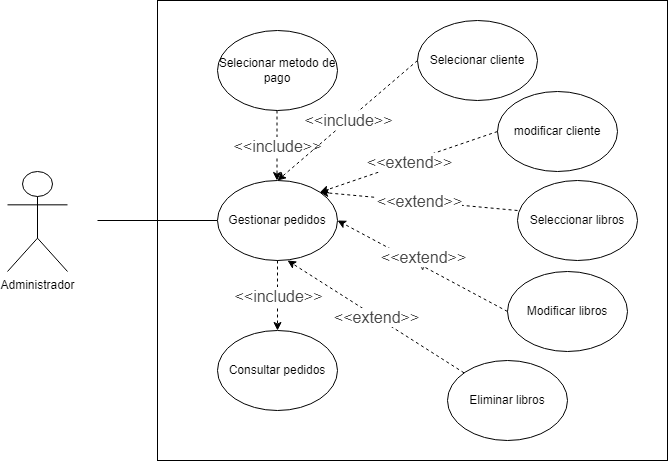 Selecionar metodo de
pago
Selecionar cliente
<<include>>
<<include>>
modificar cliente
<<extend>>
<<extend>>
Gestionar pedidos
Seleccionar libros
Administrador
<<extend>>
<<include>>
Modificar libros
<<extend>>
Consultar pedidos
Eliminar libros